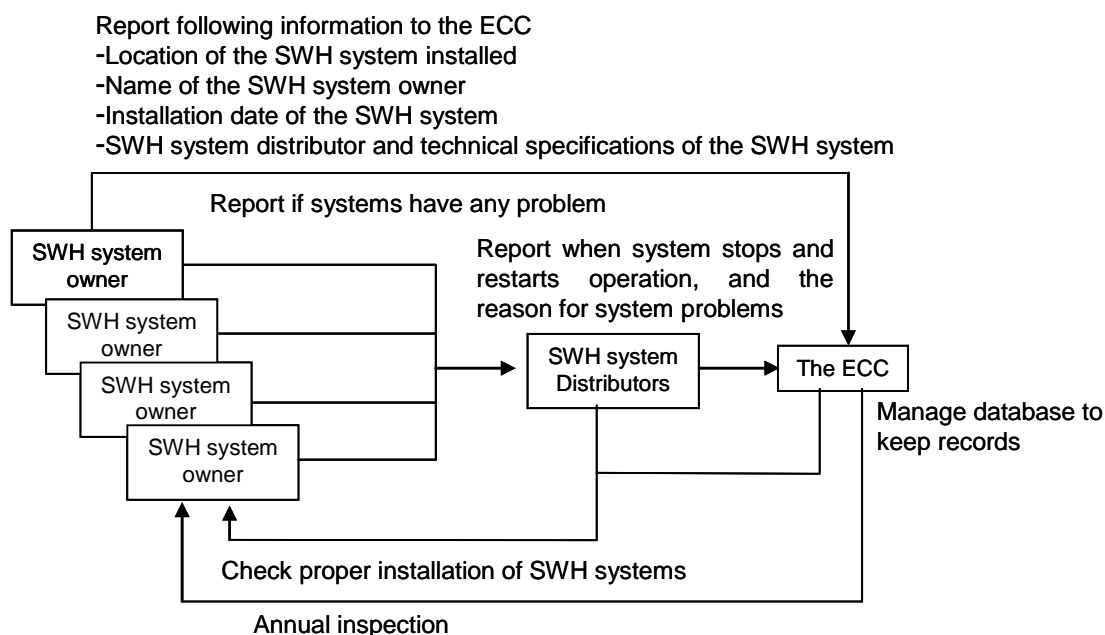 Report following information to the ECC
-Location of the SWH system installed
-Name of the SWH system owner
-Installation date of the SWH system
-SWH system distributor and technical specifications of the SWH system
Report if systems have any problem
SWH system
owner
Report when system stops and
restarts operation, and the
reason for system problems
SWH system
owner
SWH system
owner
SWH system
owner
SWH system
Distributors
The ECC
Manage database to
keep records
Check proper installation of SWH systems
Annual inspection